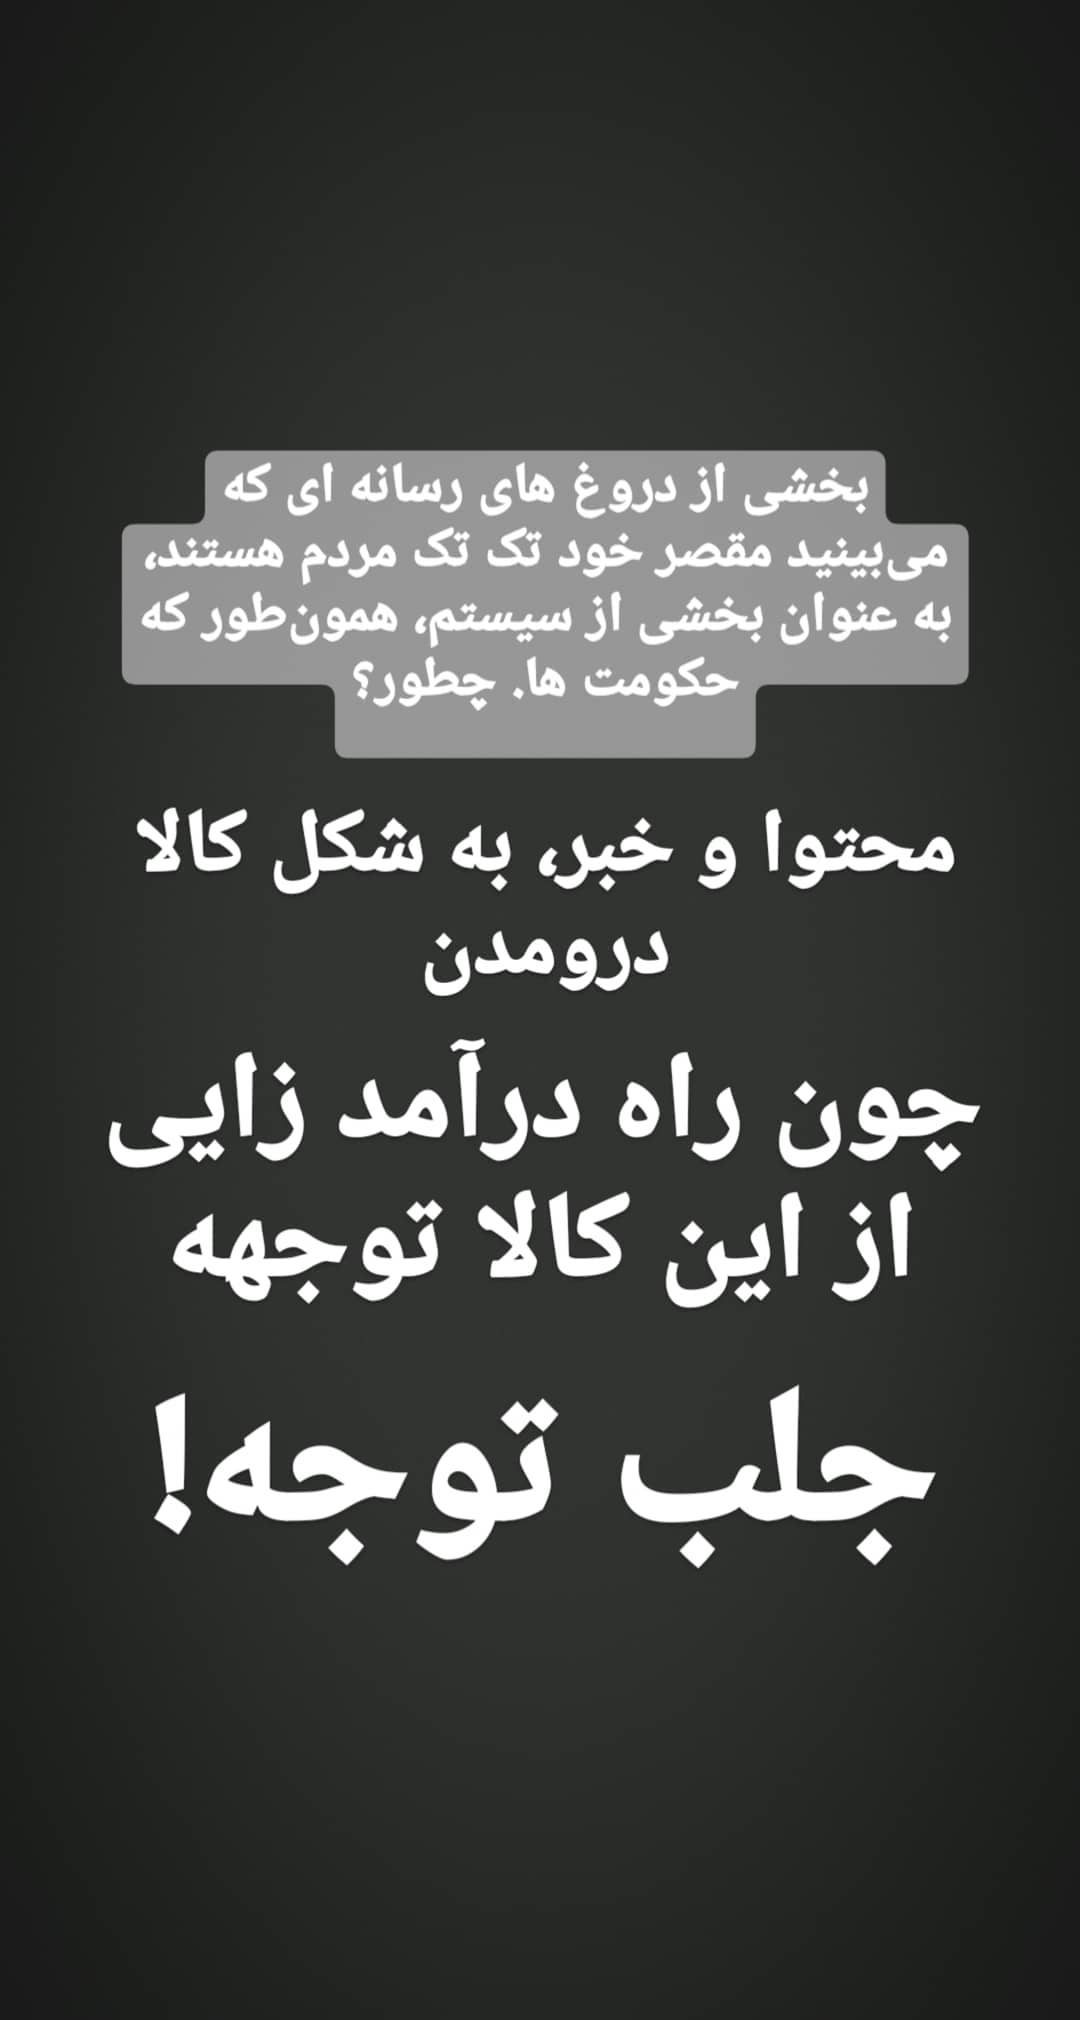 بخشی از دروغ های رسانه ای که
می‌بینید مقصر خود تک تک مردم هستند،
به عنوان بخشی از سیستم، همون‌طور که
حکومت ها. چطور؟
محتوا و خبر، به شکل کالا
درومدن
چون راه درآمد زایی
از این کالا توجهه
جلب توجه!